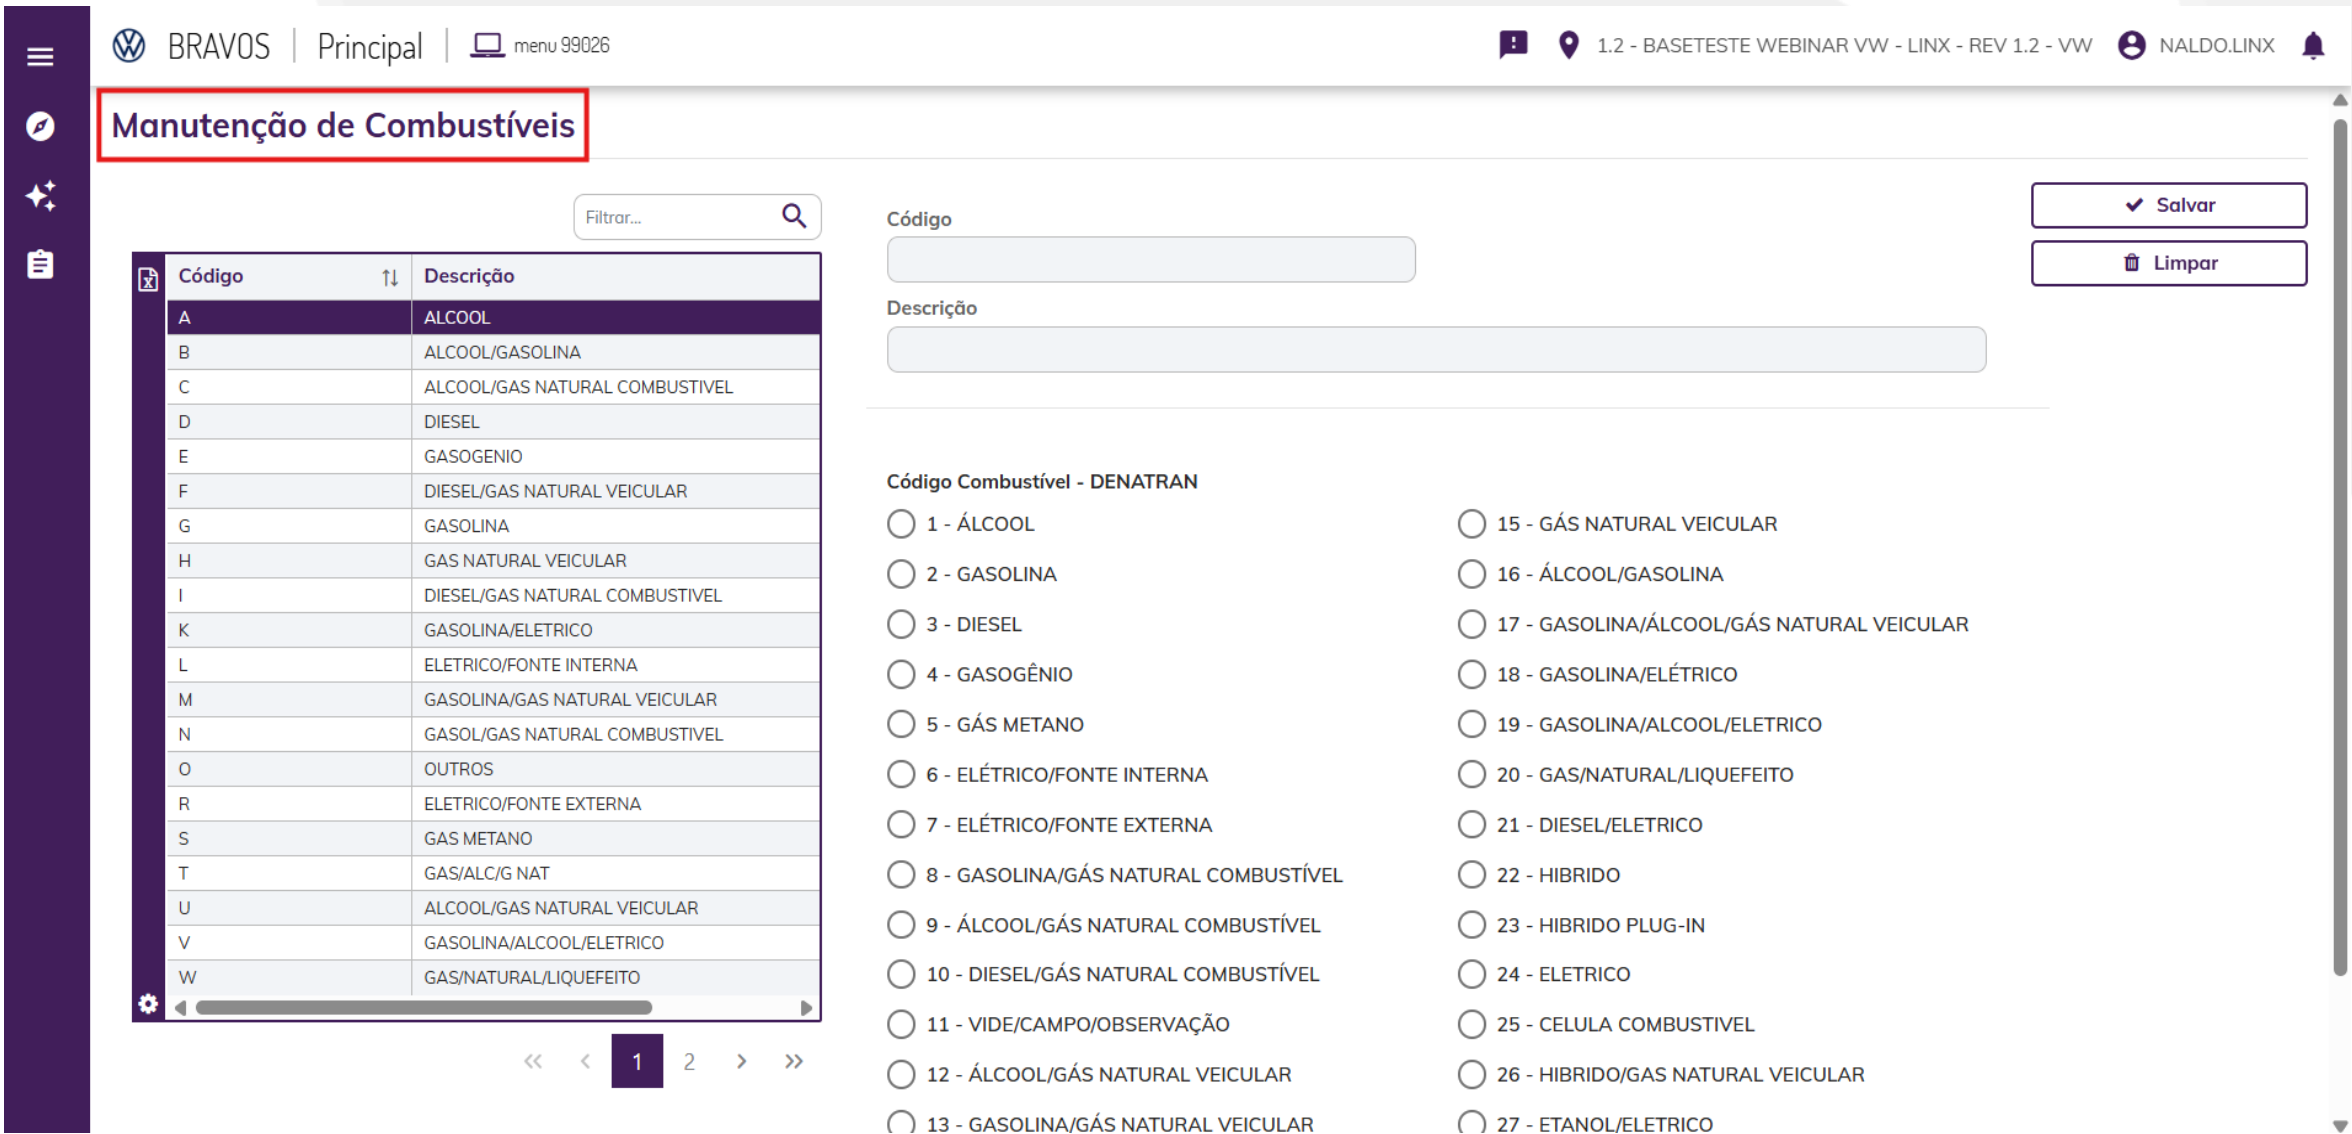 BRAVOS | Principal | menu 99026
1.2 - BASETESTE WEBINAR VW - LINX - REV 1.2 - VW
NALDO.LINX
Manutenção de Combustíveis
Filtrar...
Código
Descrição
Salvar
Limpar
Código Descrição
A ALCOOL
B ALCOOL/GASOLINA
C ALCOOL/GAS NATURAL COMBUSTIVEL
D DIESEL
E GASOGENIO
F DIESEL/GAS NATURAL VEICULAR
G GASOLINA
H GAS NATURAL VEICULAR
I DIESEL/GAS NATURAL COMBUSTIVEL
K GASOLINA/ELETRICO
L ELETRICO/FONTE INTERNA
M GASOLINA/GAS NATURAL VEICULAR
N GASOL/GAS NATURAL COMBUSTIVEL
O OUTROS
R ELETRICO/FONTE EXTERNA
S GAS METANO
T GAS/ALC/G NAT
U ALCOOL/GAS NATURAL VEICULAR
V GASOLINA/ALCOOL/ELETRICO
W GAS/NATURAL/LIQUEFEITO
1 2
Código Combustível - DENATRAN
1 - ÁLCOOL
2 - GASOLINA
3 - DIESEL
4 - GASOGÊNIO
5 - GÁS METANO
6 - ELÉTRICO/FONTE INTERNA
7 - ELÉTRICO/FONTE EXTERNA
8 - GASOLINA/GÁS NATURAL COMBUSTÍVEL
9 - ÁLCOOL/GÁS NATURAL COMBUSTÍVEL
10 - DIESEL/GÁS NATURAL COMBUSTÍVEL
11 - VIDE/CAMPO/OBSERVAÇÃO
12 - ÁLCOOL/GÁS NATURAL VEICULAR
13 - GASOLINA/GÁS NATURAL VEICULAR
15 - GÁS NATURAL VEICULAR
16 - ÁLCOOL/GASOLINA
17 - GASOLINA/ÁLCOOL/GÁS NATURAL VEICULAR
18 - GASOLINA/ELÉTRICO
19 - GASOLINA/ALCOOL/ELETRICO
20 - GAS/NATURAL/LIQUEFEITO
21 - DIESEL/ELETRICO
22 - HIBRIDO
23 - HIBRIDO PLUG-IN
24 - ELETRICO
25 - CELULA COMBUSTIVEL
26 - HIBRIDO/GAS NATURAL VEICULAR
27 - ETANOL/ELETRICO